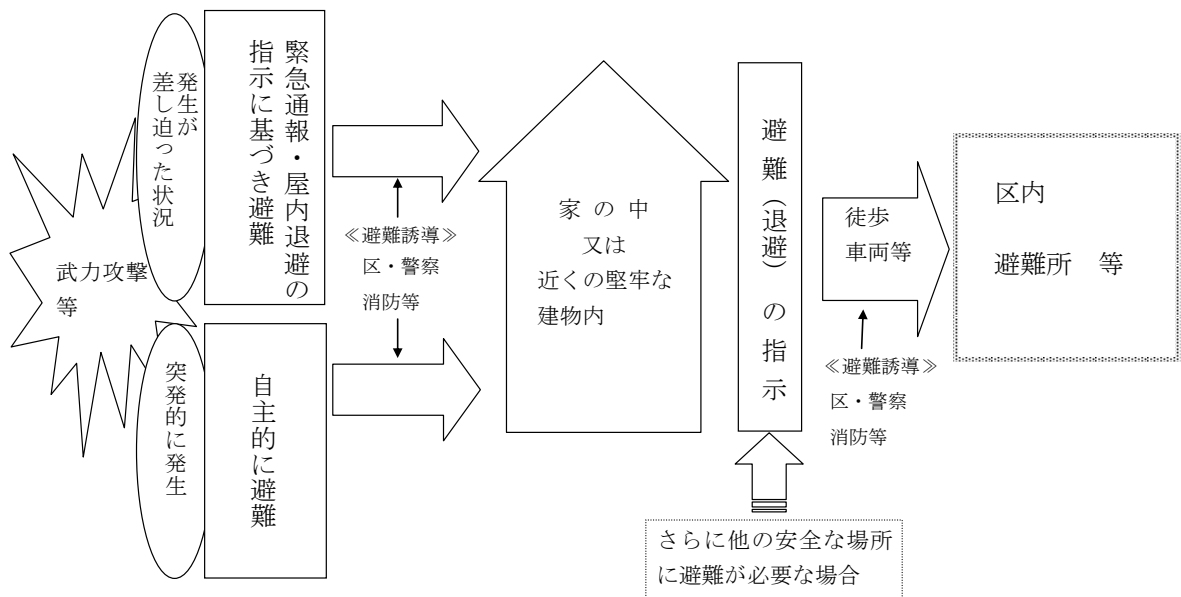 武力攻撃
等
発生が
差し迫った状況
緊急通報・屋内退避の
指示に基づき避難
突発的に発生
自主的に避難
≪避難誘導≫
区・警察
消防等
家の中
又は
近くの堅牢な
建物内
避難(退避)の指示
さらに他の安全な場所
に避難が必要な場合
徒歩
車両等
≪避難誘導≫
区・警察
消防等
区内
避難所　等